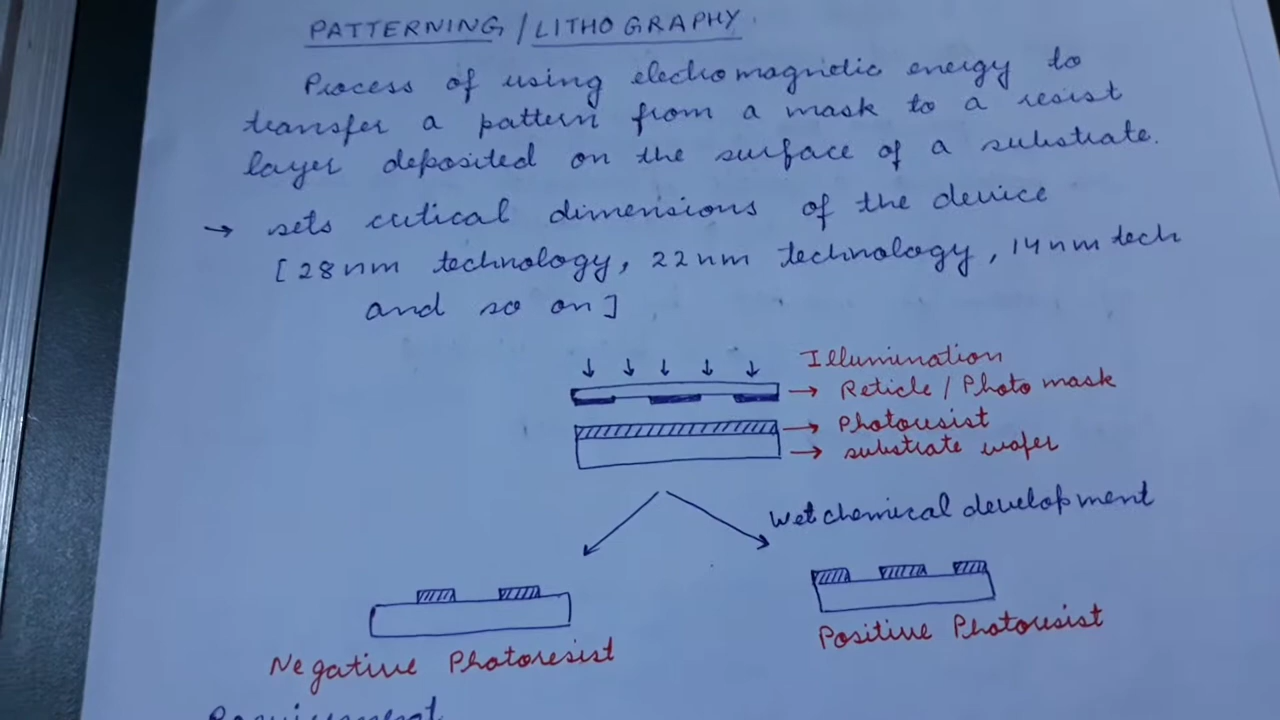 PATTERNING / LITHOGRAPHY
Process of using electromagnetic energy to
transfer a pattern from a mask to a resist
layer deposited on the surface of a substrate.
→ sets critical dimensions of the device
[28nm technology, 22nm technology, 14nm tech
and so on]
Illumination
→ Reticle / Photo mask
→ Photoresist
→ substrate wafer
Wet chemical development
Negative Photoresist
Positive Photoresist
Requirement